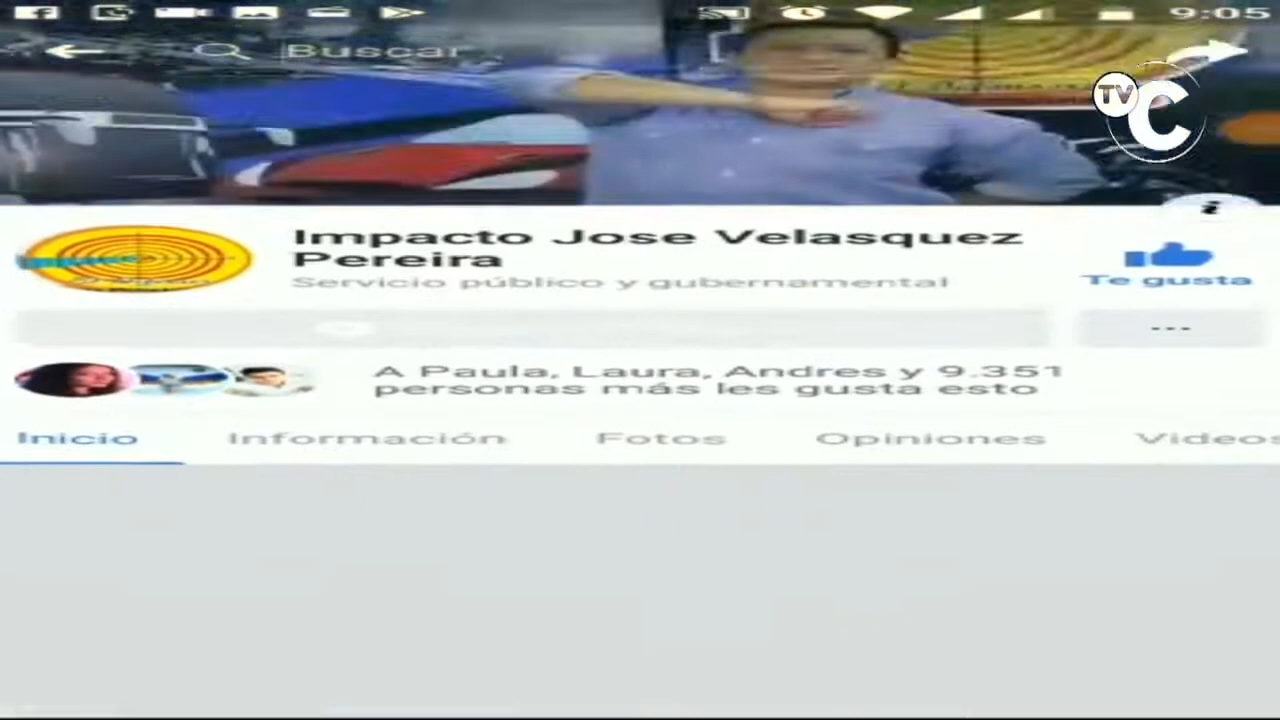 9:05
Buscar
TV C
Impacto Jose Velasquez
Pereira
Servicio público y gubernamental
Te gusta
A Paula, Laura, Andres y 9.351
personas más les gusta esto
Inicio Información Fotos Opiniones Videos